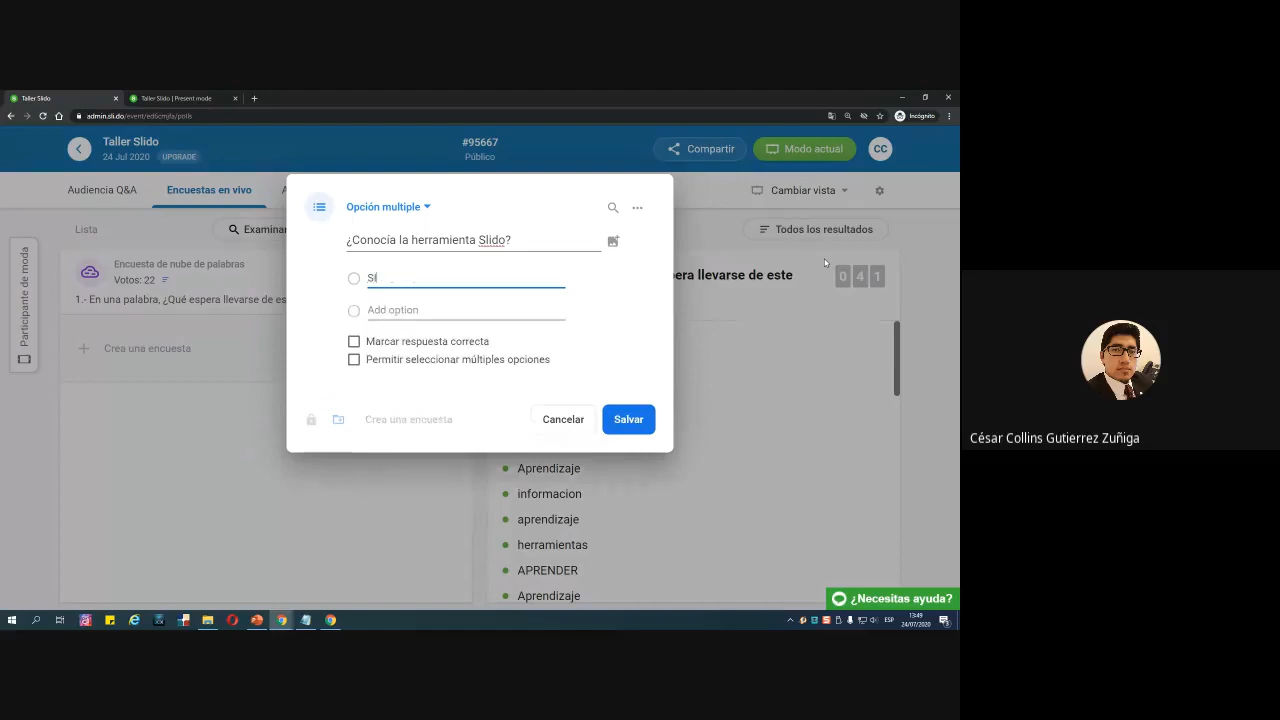 Taller Slido
Taller Slido | Present mode
admin.sli.do/event/ed6cmjfa/polls
Incógnito
Taller Slido
24 Jul 2020 UPGRADE
#95667
Público
Compartir
Modo actual
CC
Audiencia Q&A
Encuestas en vivo
Cambiar vista
Lista
Examinar
Todos los resultados
Participante de moda
Encuesta de nube de palabras
Votos: 22
1.- En una palabra, ¿Qué espera llevarse de es
Crea una encuesta
pera llevarse de este
0 4 1
Opción multiple
¿Conocía la herramienta Slido?
SI
Add option
Marcar respuesta correcta
Permitir seleccionar múltiples opciones
Crea una encuesta
Cancelar
Salvar
Aprendizaje
informacion
aprendizaje
herramientas
APRENDER
Aprendizaje
¿Necesitas ayuda?
ESP
13:49
24/07/2020
César Collins Gutierrez Zuñiga